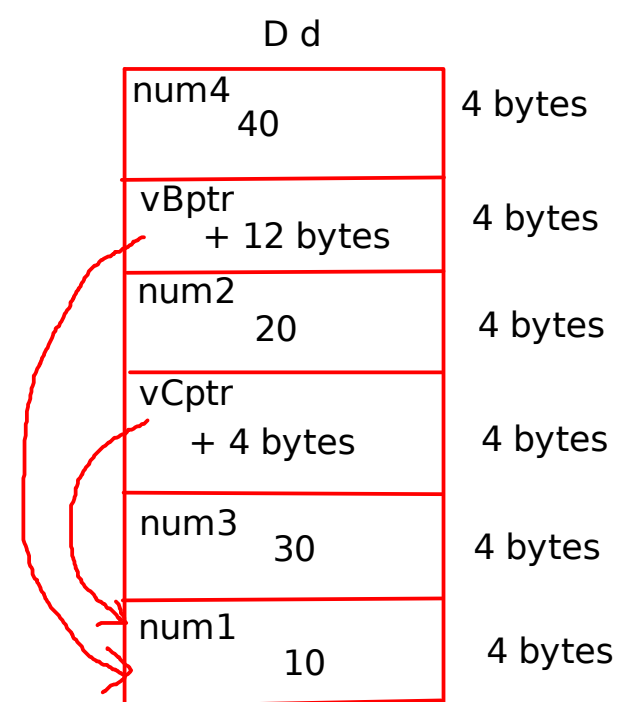 D d
num4
40
4 bytes
vBptr
+ 12 bytes
4 bytes
num2
20
4 bytes
vCptr
+ 4 bytes
4 bytes
num3
30
4 bytes
num1
10
4 bytes